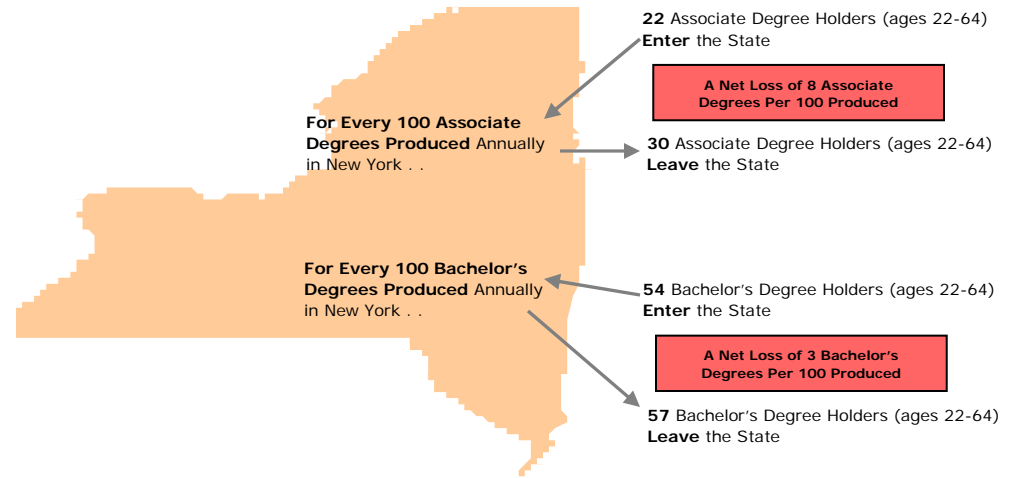 22 Associate Degree Holders (ages 22-64)
Enter the State
A Net Loss of 8 Associate
Degrees Per 100 Produced
For Every 100 Associate
Degrees Produced Annually
in New York . .
30 Associate Degree Holders (ages 22-64)
Leave the State
For Every 100 Bachelor's
Degrees Produced Annually
in New York . .
54 Bachelor's Degree Holders (ages 22-64)
Enter the State
A Net Loss of 3 Bachelor's
Degrees Per 100 Produced
57 Bachelor's Degree Holders (ages 22-64)
Leave the State